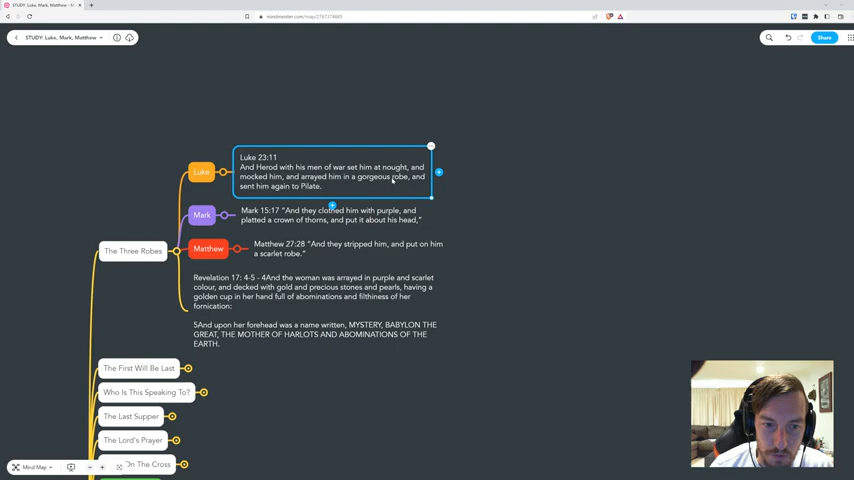 STUDY: Luke, Mark, Matthew - M
mindmeister.com/map/2767374665
STUDY: Luke, Mark, Matthew
Share
Luke
Luke 23:11
And Herod with his men of war set him at nought, and
mocked him, and arrayed him in a gorgeous robe, and
sent him again to Pilate.
Mark
Mark 15:17 “And they clothed him with purple, and
platted a crown of thorns, and put it about his head,”
Matthew
Matthew 27:28 “And they stripped him, and put on him
a scarlet robe.”
The Three Robes
Revelation 17: 4-5 - 4And the woman was arrayed in purple and scarlet
colour, and decked with gold and precious stones and pearls, having a
golden cup in her hand full of abominations and filthiness of her
fornication:
5And upon her forehead was a name written, MYSTERY, BABYLON THE
GREAT, THE MOTHER OF HARLOTS AND ABOMINATIONS OF THE
EARTH.
The First Will Be Last
Who Is This Speaking To?
The Last Supper
The Lord's Prayer
On The Cross
Mind Map